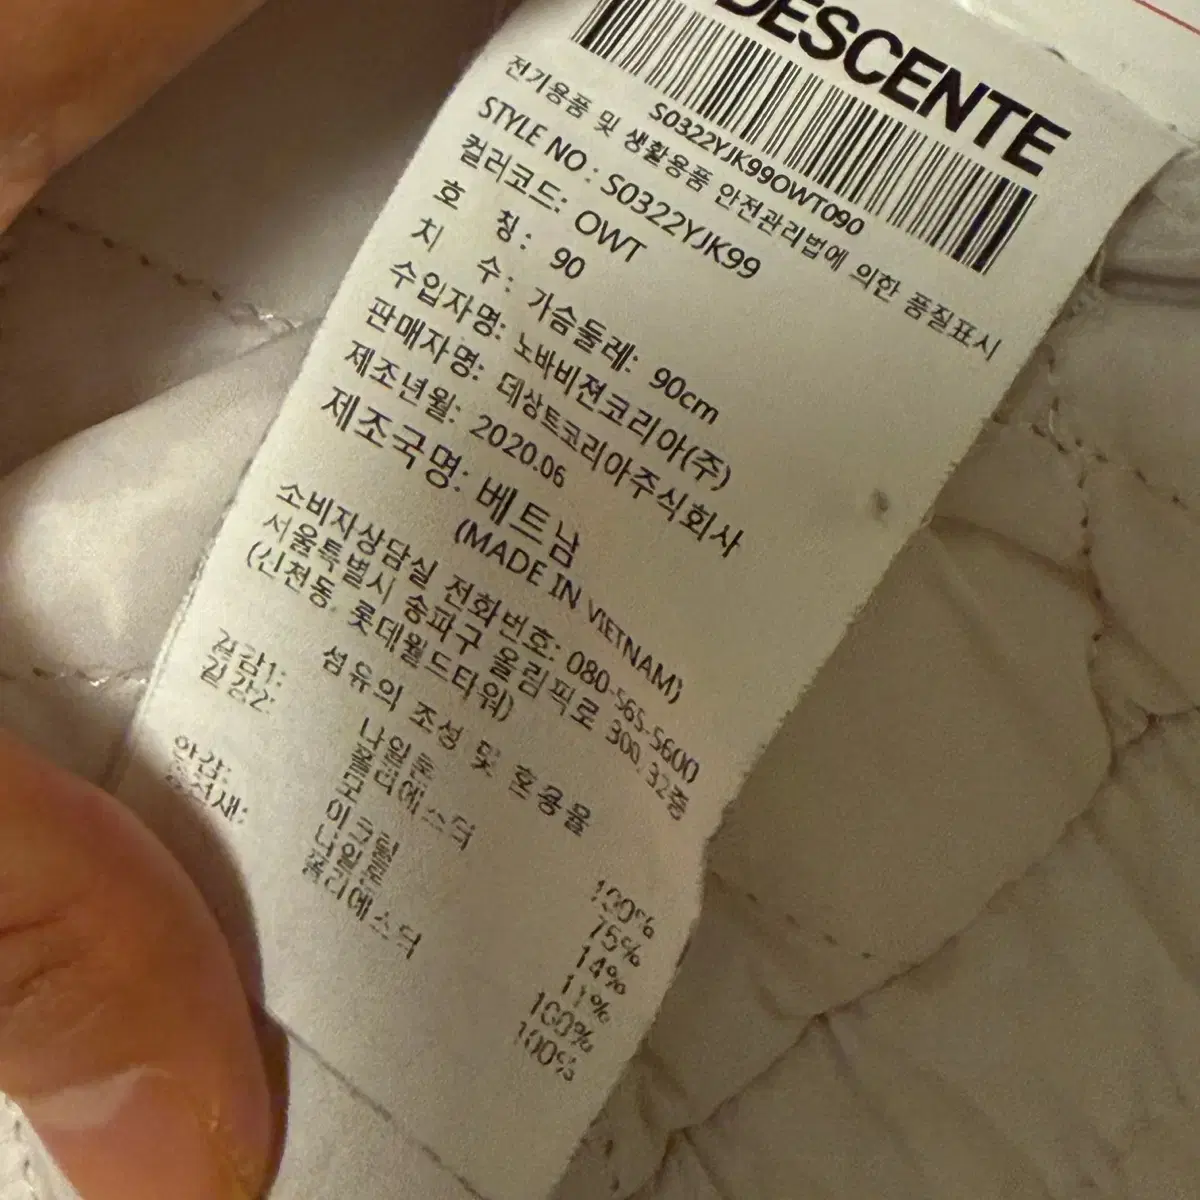 DESCENTE
S0322YJK99OWT090
전기용품 및 생활용품 안전관리법에 의한 품질표시
STYLE NO : S0322YJK99
컬러코드: OWT
호 칭: 90
치 수: 가슴둘레: 90cm
수입자명: 노바비젼코리아(주)
판매자명: 데상트코리아주식회사
제조년월: 2020.06
제조국명: 베트남
(MADE IN VIETNAM)
소비자상담실 전화번호: 080-565-5600
서울특별시 송파구 올림픽로 300, 32층
(신천동, 롯데월드타워)
섬유의 조성 및 혼용율
겉감1: 나일론 100%
겉감2: 폴리에스터 75%
모 14%
아크릴 11%
안감: 나일론 100%
충전재: 폴리에스터 100%